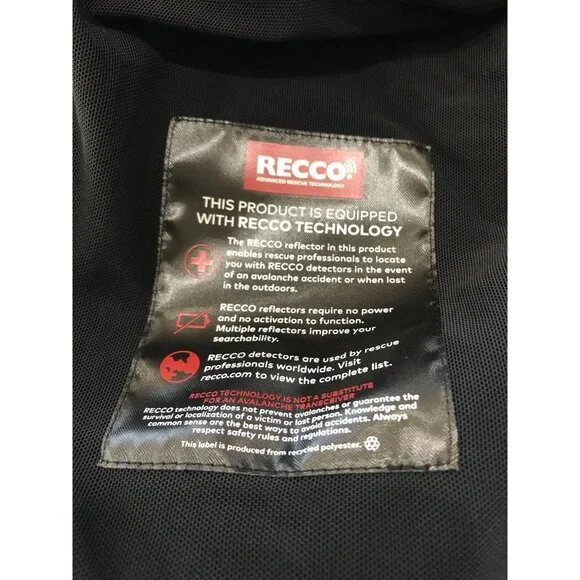 RECCO®
ADVANCED RESCUE TECHNOLOGY
THIS PRODUCT IS EQUIPPED
WITH RECCO TECHNOLOGY
The RECCO reflector in this product
enables rescue professionals to locate
you with RECCO detectors in the event
of an avalanche accident or when lost
in the outdoors.
RECCO reflectors require no power
and no activation to function.
Multiple reflectors improve your
searchability.
RECCO detectors are used by rescue
professionals worldwide. Visit
recco.com to view the complete list.
RECCO TECHNOLOGY IS NOT A SUBSTITUTE
FOR AN AVALANCHE TRANSCEIVER
RECCO technology does not prevent avalanches or guarantee the
survival or localization of a victim or lost person. Knowledge and
common sense are the best ways to avoid accidents. Always
respect safety rules and regulations.
This label is produced from recycled polyester.